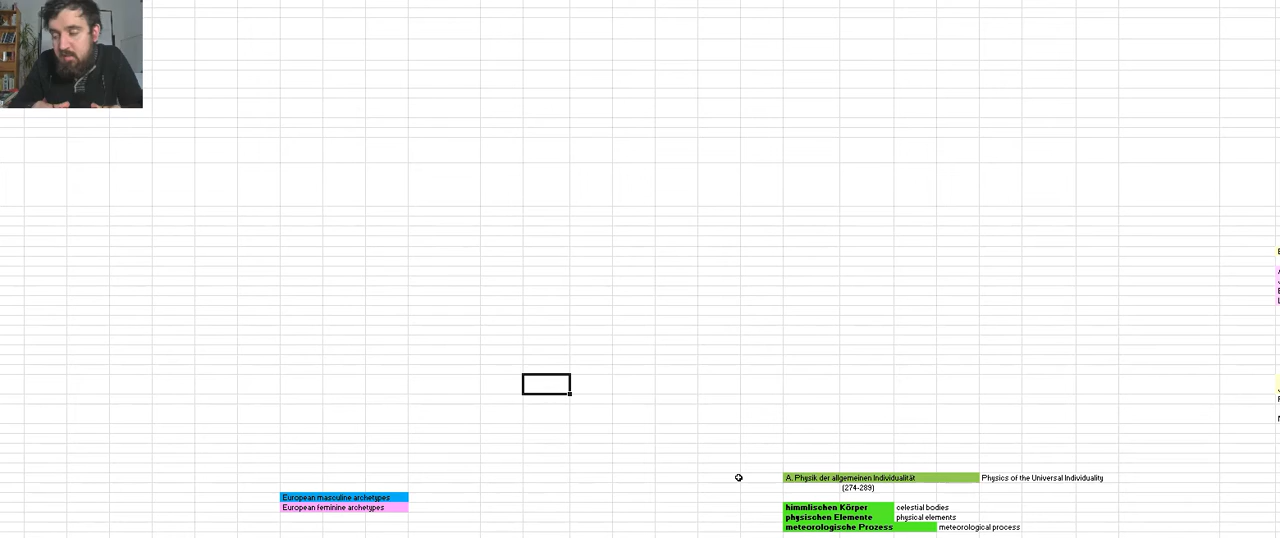 A. Physik der allgemeinen Individualität Physics of the Universal Individuality
(274-289)
European masculine archetypes
European feminine archetypes
himmlischen Körper celestial bodies
physischen Elemente physical elements
meteorologische Prozess meteorological process